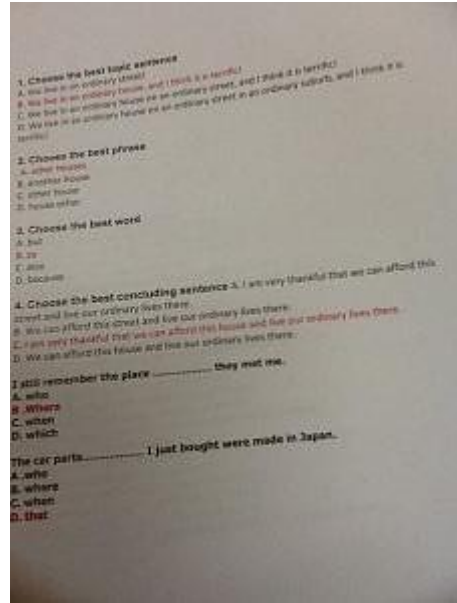 1. Choose the best topic sentence
A. We live in an ordinary street!
B. We live in an ordinary house, and I think it is terrific!
C. We live in an ordinary house on an ordinary street, and I think it is terrific!
D. We live in an ordinary house on an ordinary street in an ordinary suburb, and I think it is
terrific!
2. Choose the best phrase
A. other houses
B. another house
C. other house
D. house other
3. Choose the best word
A. but
B. so
C. also
D. because
4. Choose the best concluding sentence A. I am very thankful that we can afford this
street and live our ordinary lives there.
B. We can afford this street and live our ordinary lives there.
C. I am very thankful that we can afford this house and live our ordinary lives there.
D. We can afford this house and live our ordinary lives there.
I still remember the place ............... they met me.
A. who
B .Where
C. when
D. which
The car parts............... I just bought were made in Japan.
A .who
B. where
C. when
D. that